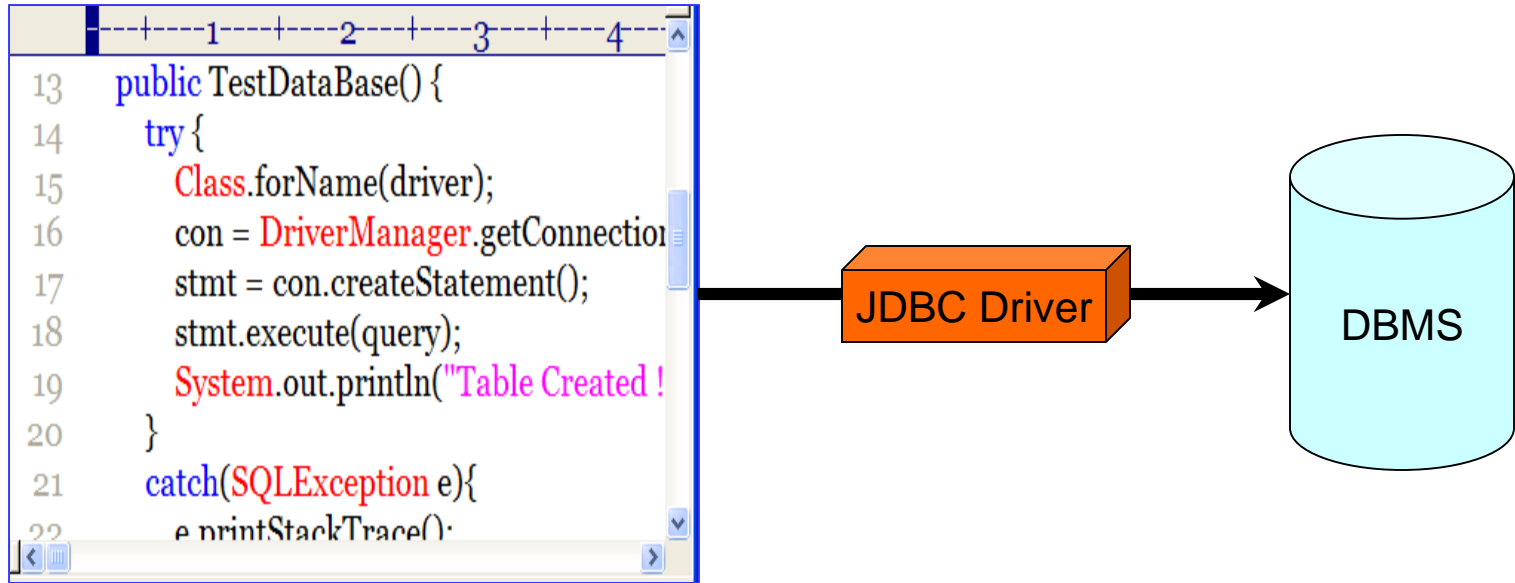 ----+----1----+----2----+----3----+----4----
13 public TestDataBase() {
14 try {
15 Class.forName(driver);
16 con = DriverManager.getConnection
17 stmt = con.createStatement();
18 stmt.execute(query);
19 System.out.println("Table Created !
20 }
21 catch(SQLException e){
22 e.printStackTrace();
JDBC Driver
DBMS